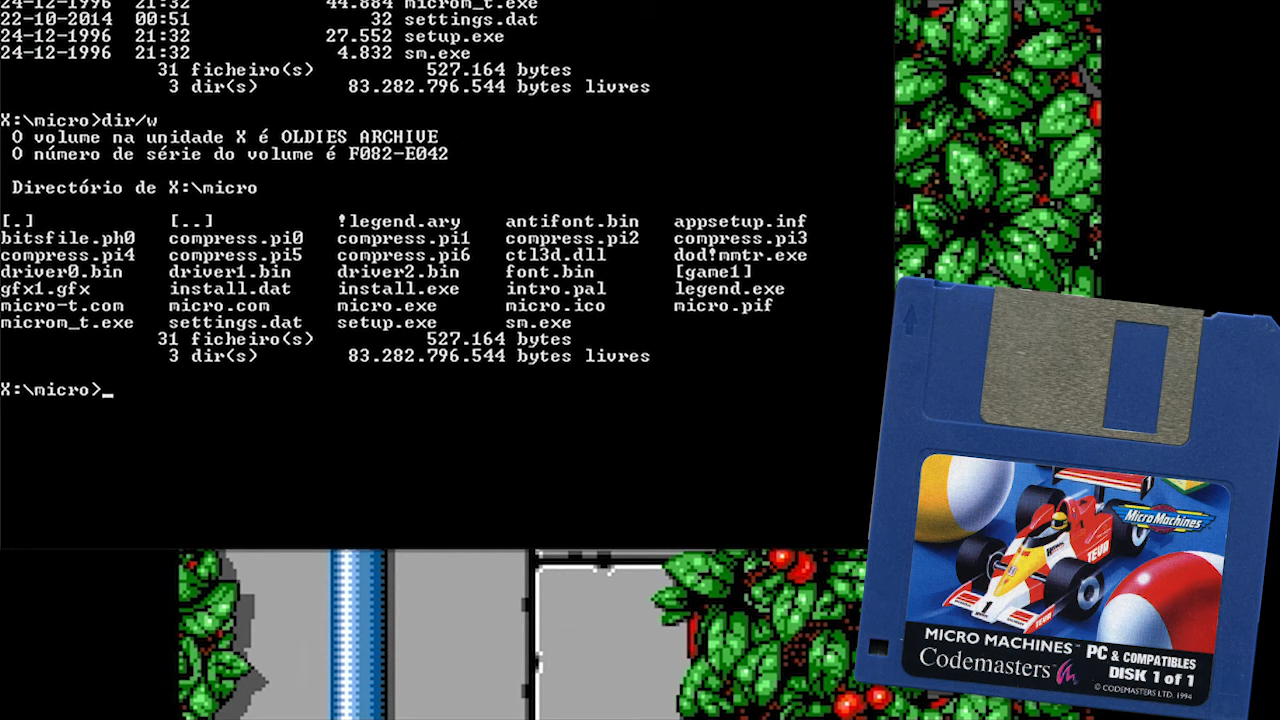 24-12-1996 21:32 44.884 microm_t.exe
22-10-2014 00:51 32 settings.dat
24-12-1996 21:32 27.552 setup.exe
24-12-1996 21:32 4.832 sm.exe
31 ficheiro(s) 527.164 bytes
3 dir(s) 83.282.796.544 bytes livres
X:\micro>dir/w
O volume na unidade X é OLDIES ARCHIVE
O número de série do volume é F082-E042
Directório de X:\micro
[.] [..] !legend.ary antifont.bin appsetup.inf
bitsfile.ph0 compress.pi0 compress.pi1 compress.pi2 compress.pi3
compress.pi4 compress.pi5 compress.pi6 ctl3d.dll dod!mmtr.exe
driver0.bin driver1.bin driver2.bin font.bin [game1]
gfx1.gfx install.dat install.exe intro.pal legend.exe
micro-t.com micro.com micro.exe micro.ico micro.pif
microm_t.exe settings.dat setup.exe sm.exe
31 ficheiro(s) 527.164 bytes
3 dir(s) 83.282.796.544 bytes livres
X:\micro>_
1
Micro Machines
TEVM
1
TEVM
MICRO MACHINES™ PC & COMPATIBLES
Codemasters™ DISK 1 of 1
© CODEMASTERS LTD. 1994